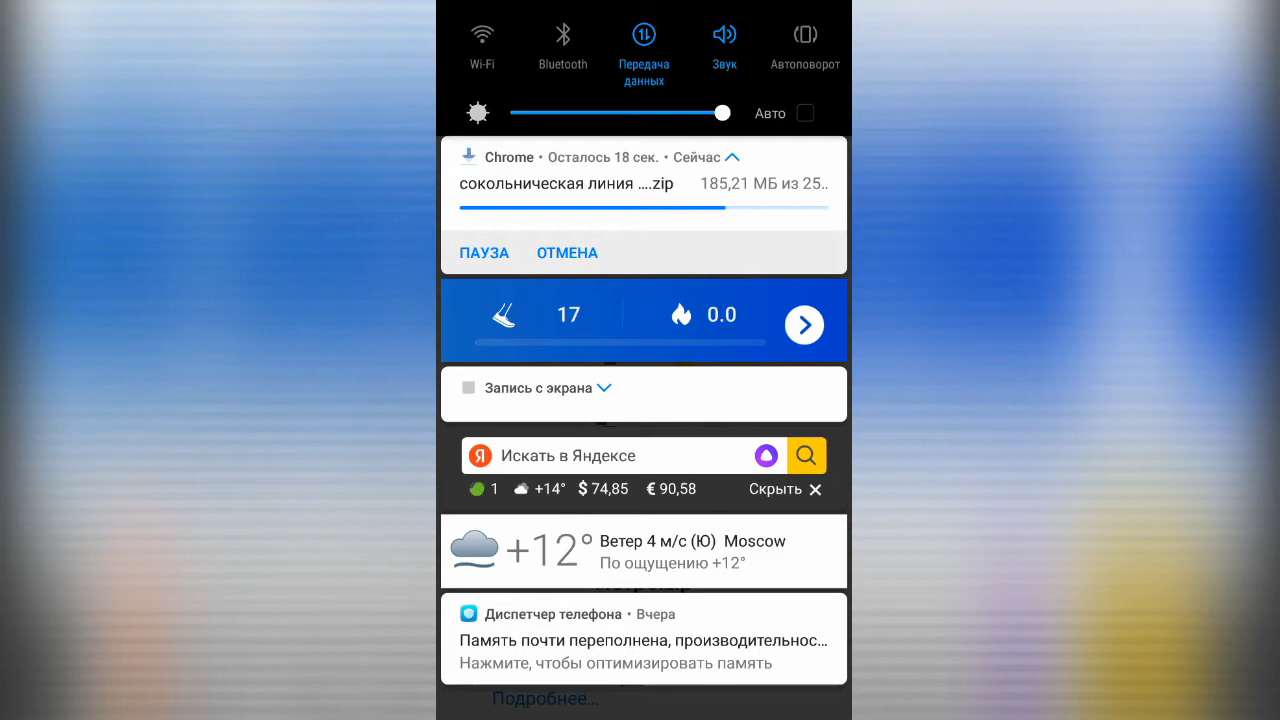 Wi-Fi Bluetooth Передача данных Звук Автоповорот
Авто
Chrome • Осталось 18 сек. • Сейчас
сокольническая линия ....zip 185,21 МБ из 25..
ПАУЗА ОТМЕНА
17 0.0
Запись с экрана
Я Искать в Яндексе
1 +14° $ 74,85 € 90,58 Скрыть
+12° Ветер 4 м/с (Ю) Moscow
По ощущению +12°
Диспетчер телефона • Вчера
Память почти переполнена, производительнос...
Нажмите, чтобы оптимизировать память
Подробнее...